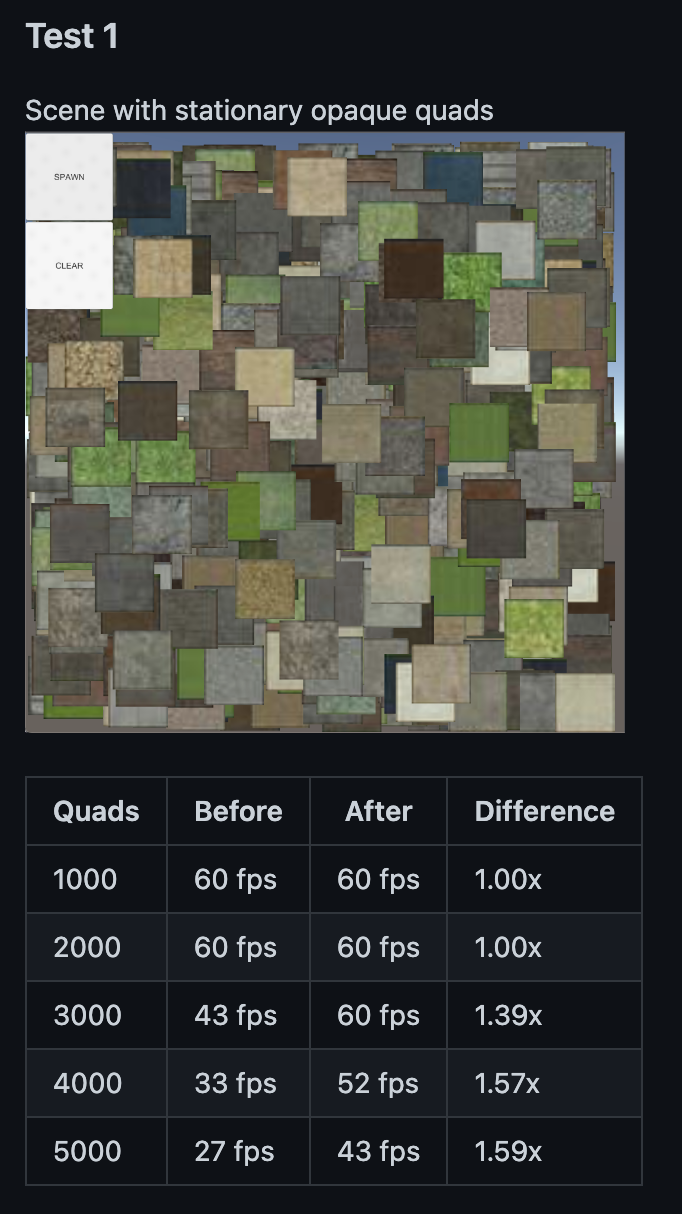 Test 1
Scene with stationary opaque quads
SPAWN
CLEAR
Quads Before After Difference
1000 60 fps 60 fps 1.00x
2000 60 fps 60 fps 1.00x
3000 43 fps 60 fps 1.39x
4000 33 fps 52 fps 1.57x
5000 27 fps 43 fps 1.59x